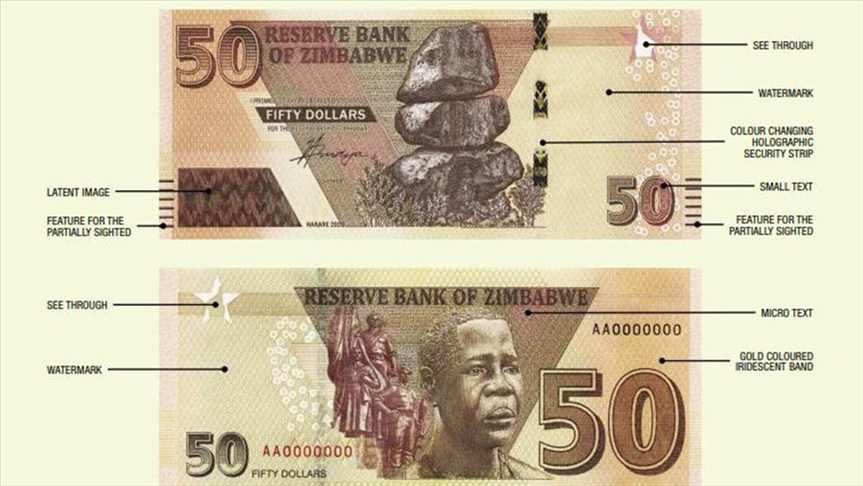 50
RESERVE BANK
OF ZIMBABWE
I PROMISE
FIFTY DOLLARS
FOR THE
HARARE 2020
50
LATENT IMAGE
FEATURE FOR THE
PARTIALLY SIGHTED
SEE THROUGH
WATERMARK
COLOUR CHANGING
HOLOGRAPHIC
SECURITY STRIP
SMALL TEXT
FEATURE FOR THE
PARTIALLY SIGHTED
SEE THROUGH
WATERMARK
RESERVE BANK OF ZIMBABWE
AA0000000
50
50
AA0000000
FIFTY DOLLARS
MICRO TEXT
GOLD COLOURED
IRIDESCENT BAND